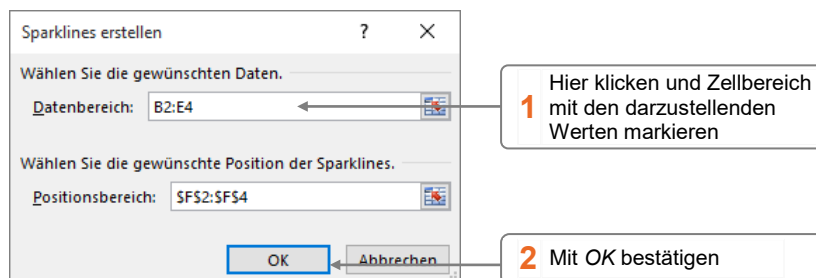 Sparklines erstellen ?
Wählen Sie die gewünschten Daten.
Datenbereich: B2:E4
1 Hier klicken und Zellbereich
mit den darzustellenden
Werten markieren
Wählen Sie die gewünschte Position der Sparklines.
Positionsbereich: $F$2:$F$4
OK Abbrechen
2 Mit OK bestätigen